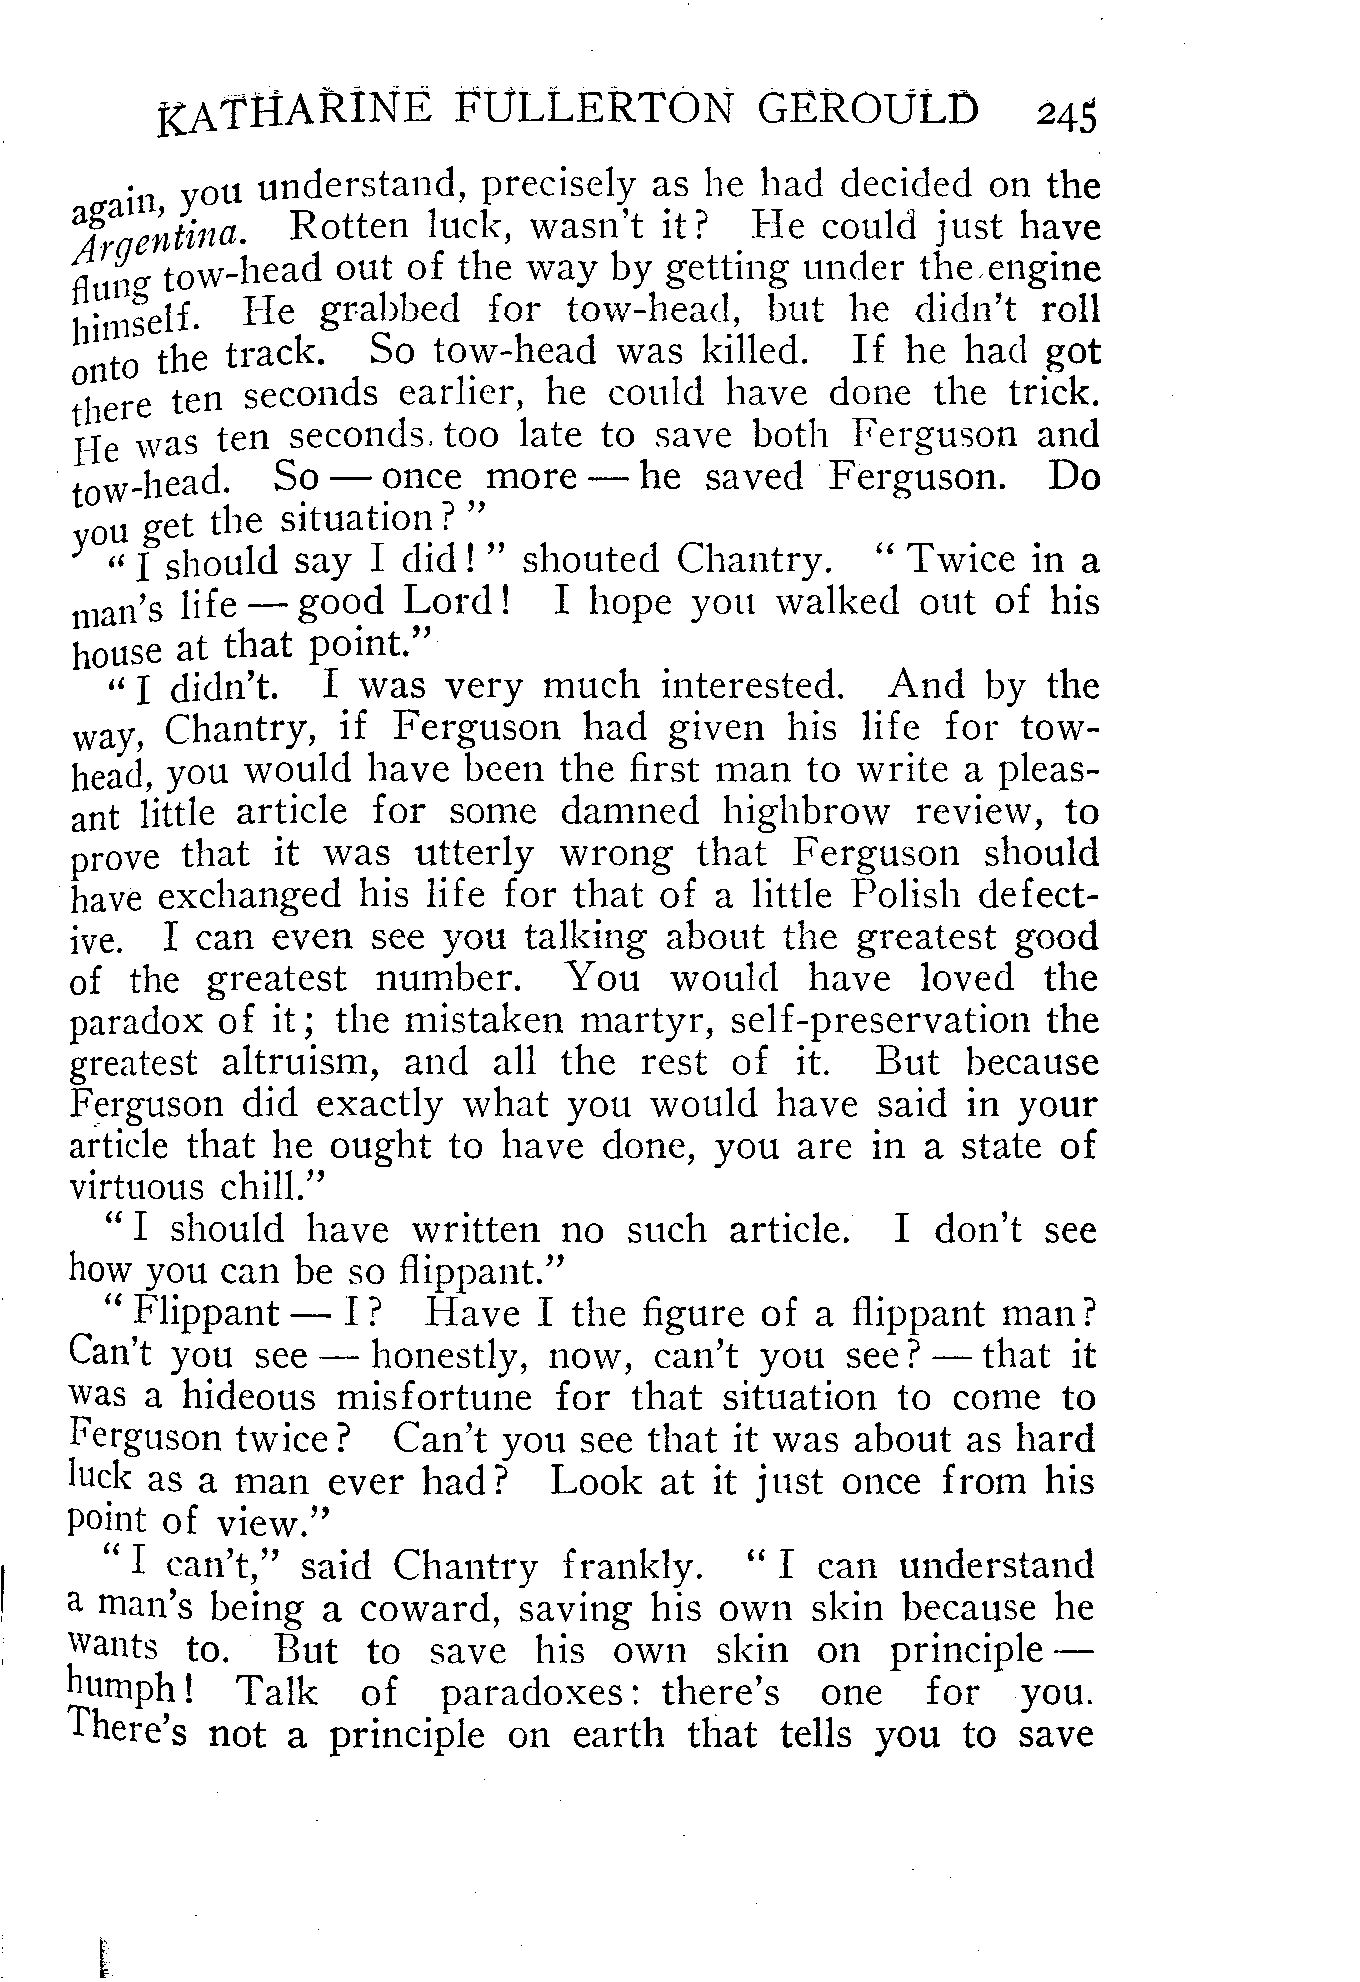 KATHARINE FULLERTON GEROULD 245
again, you understand, precisely as he had decided on the
Argentina. Rotten luck, wasn't it? He could just have
flung tow-head out of the way by getting under the engine
himself. He grabbed for tow-head, but he didn't roll
onto the track. So tow-head was killed. If he had got
there ten seconds earlier, he could have done the trick.
He was ten seconds too late to save both Ferguson and
tow-head. So — once more — he saved Ferguson. Do
you get the situation?"
"I should say I did!" shouted Chantry. "Twice in a
man's life — good Lord! I hope you walked out of his
house at that point."
"I didn't. I was very much interested. And by the
way, Chantry, if Ferguson had given his life for tow-
head, you would have been the first man to write a pleas-
ant little article for some damned highbrow review, to
prove that it was utterly wrong that Ferguson should
have exchanged his life for that of a little Polish defect-
ive. I can even see you talking about the greatest good
of the greatest number. You would have loved the
paradox of it; the mistaken martyr, self-preservation the
greatest altruism, and all the rest of it. But because
Ferguson did exactly what you would have said in your
article that he ought to have done, you are in a state of
virtuous chill."
"I should have written no such article. I don't see
how you can be so flippant."
"Flippant — I? Have I the figure of a flippant man?
Can't you see — honestly, now, can't you see? — that it
was a hideous misfortune for that situation to come to
Ferguson twice? Can't you see that it was about as hard
luck as a man ever had? Look at it just once from his
point of view."
"I can't," said Chantry frankly. "I can understand
a man's being a coward, saving his own skin because he
wants to. But to save his own skin on principle —
humph! Talk of paradoxes: there's one for you.
There's not a principle on earth that tells you to save